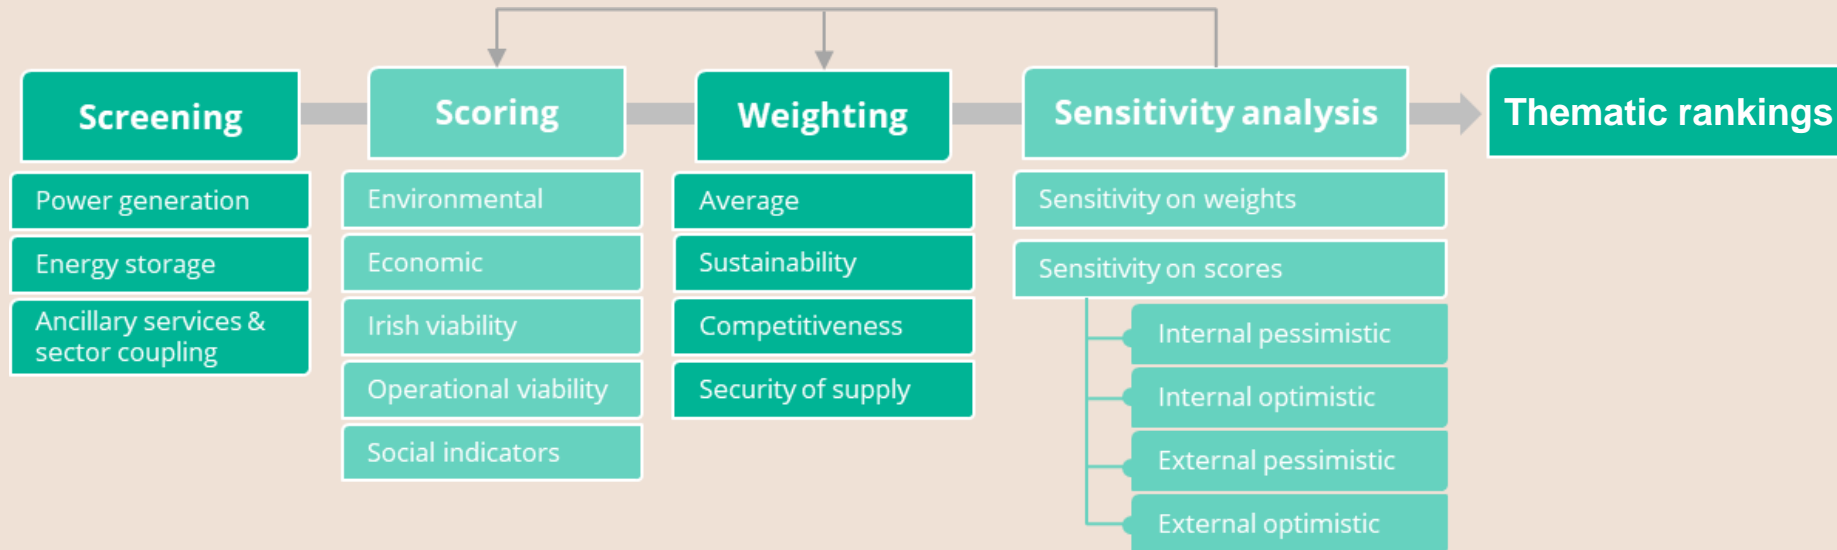 Screening
Power generation
Energy storage
Ancillary services &
sector coupling
Scoring
Environmental
Economic
Irish viability
Operational viability
Social indicators
Weighting
Average
Sustainability
Competitiveness
Security of supply
Sensitivity analysis
Sensitivity on weights
Sensitivity on scores
Internal pessimistic
Internal optimistic
External pessimistic
External optimistic
Thematic rankings